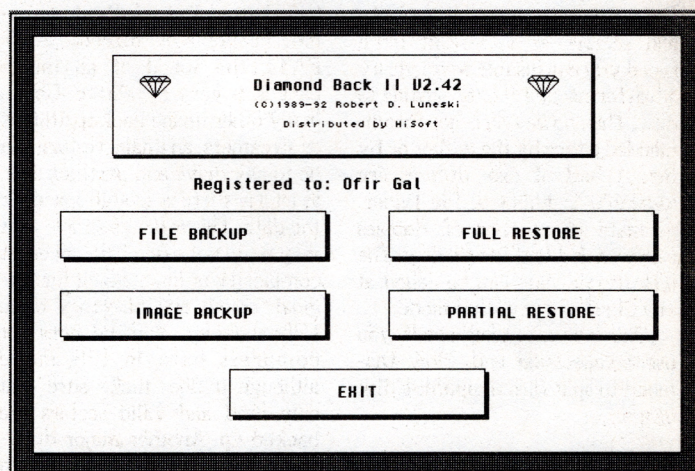 Diamond Back II V2.42
(C)1989-92 Robert D. Luneski
Distributed by HiSoft
Registered to: Ofir Gal
FILE BACKUP
FULL RESTORE
IMAGE BACKUP
PARTIAL RESTORE
EXIT